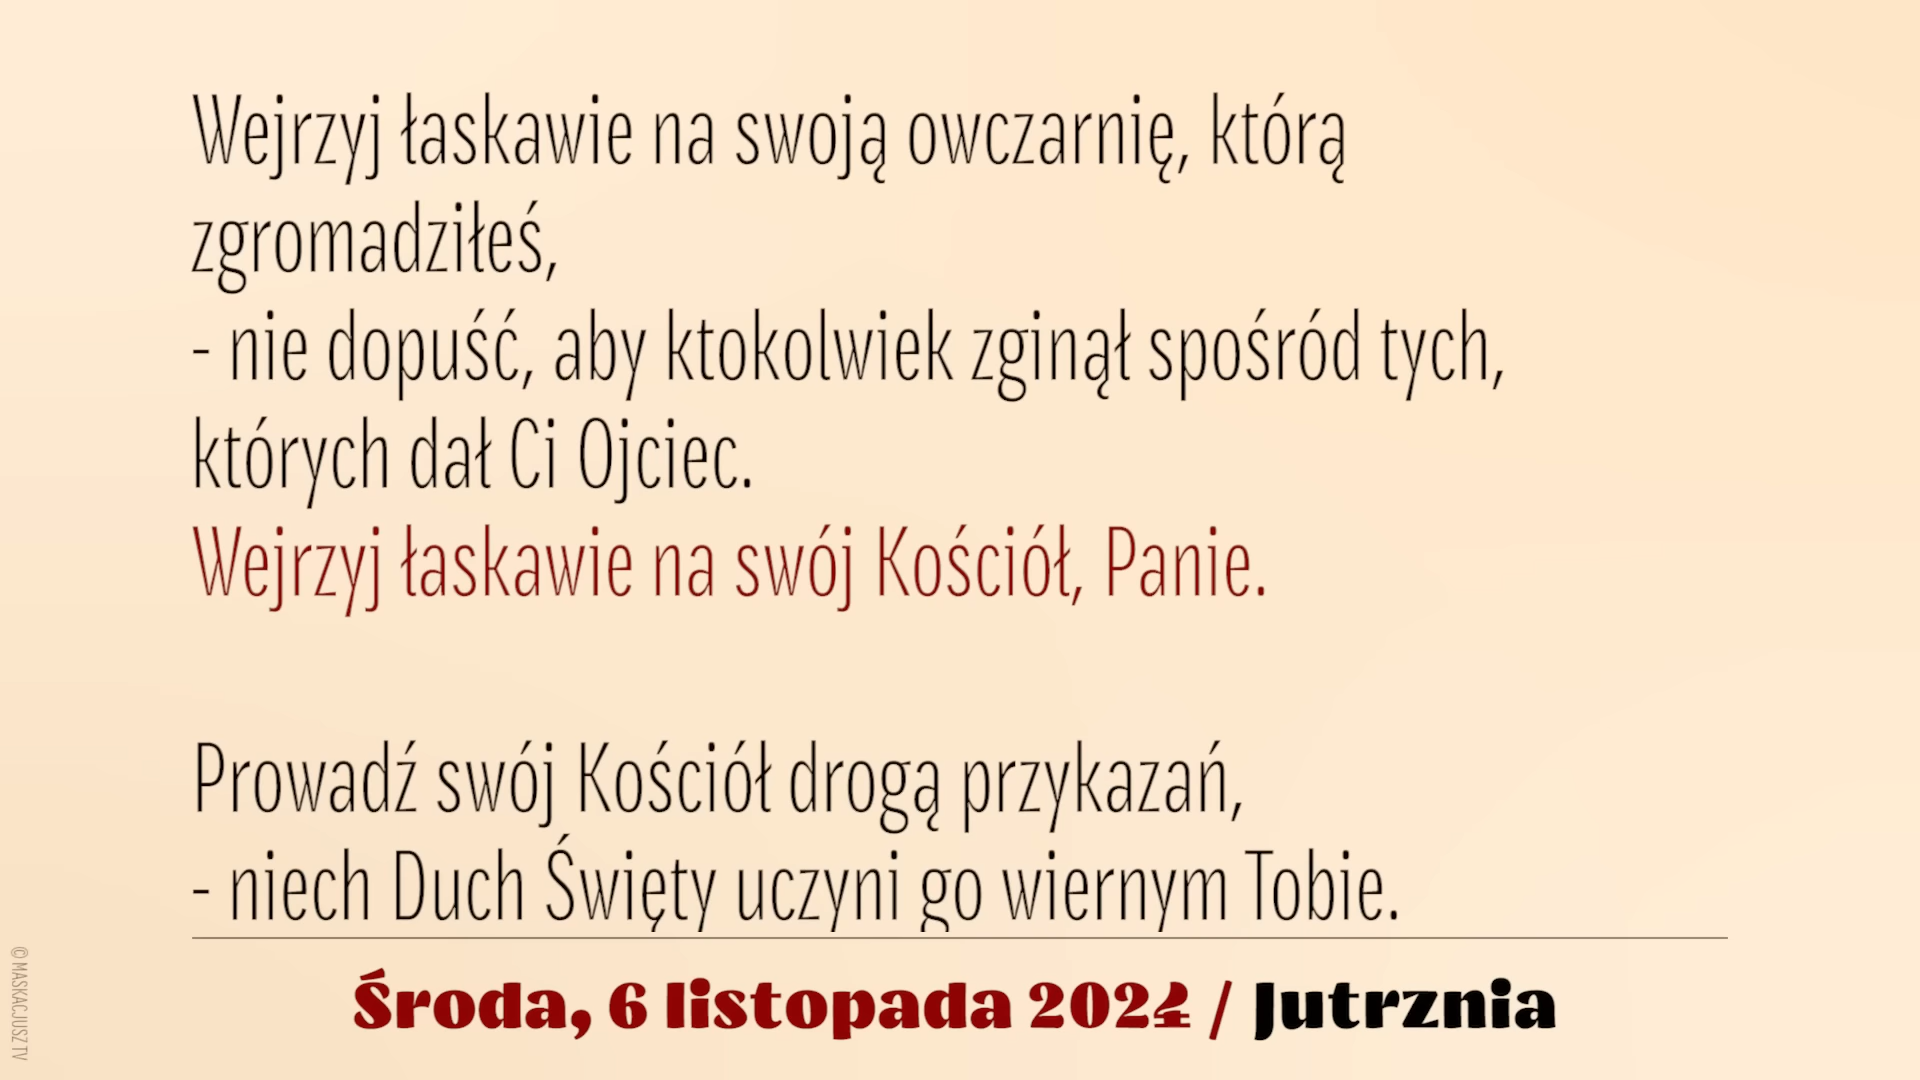 Wejrzyj łaskawie na swoją owczarnię, którą
zgromadziłeś,
- nie dopuść, aby ktokolwiek zginął spośród tych,
których dał Ci Ojciec.
Wejrzyj łaskawie na swój Kościół, Panie.
Prowadź swój Kościół drogą przykazań,
- niech Duch Święty uczyni go wiernym Tobie.
Środa, 6 listopada 2024 / Jutrznia
© MASKACJUSZ TV